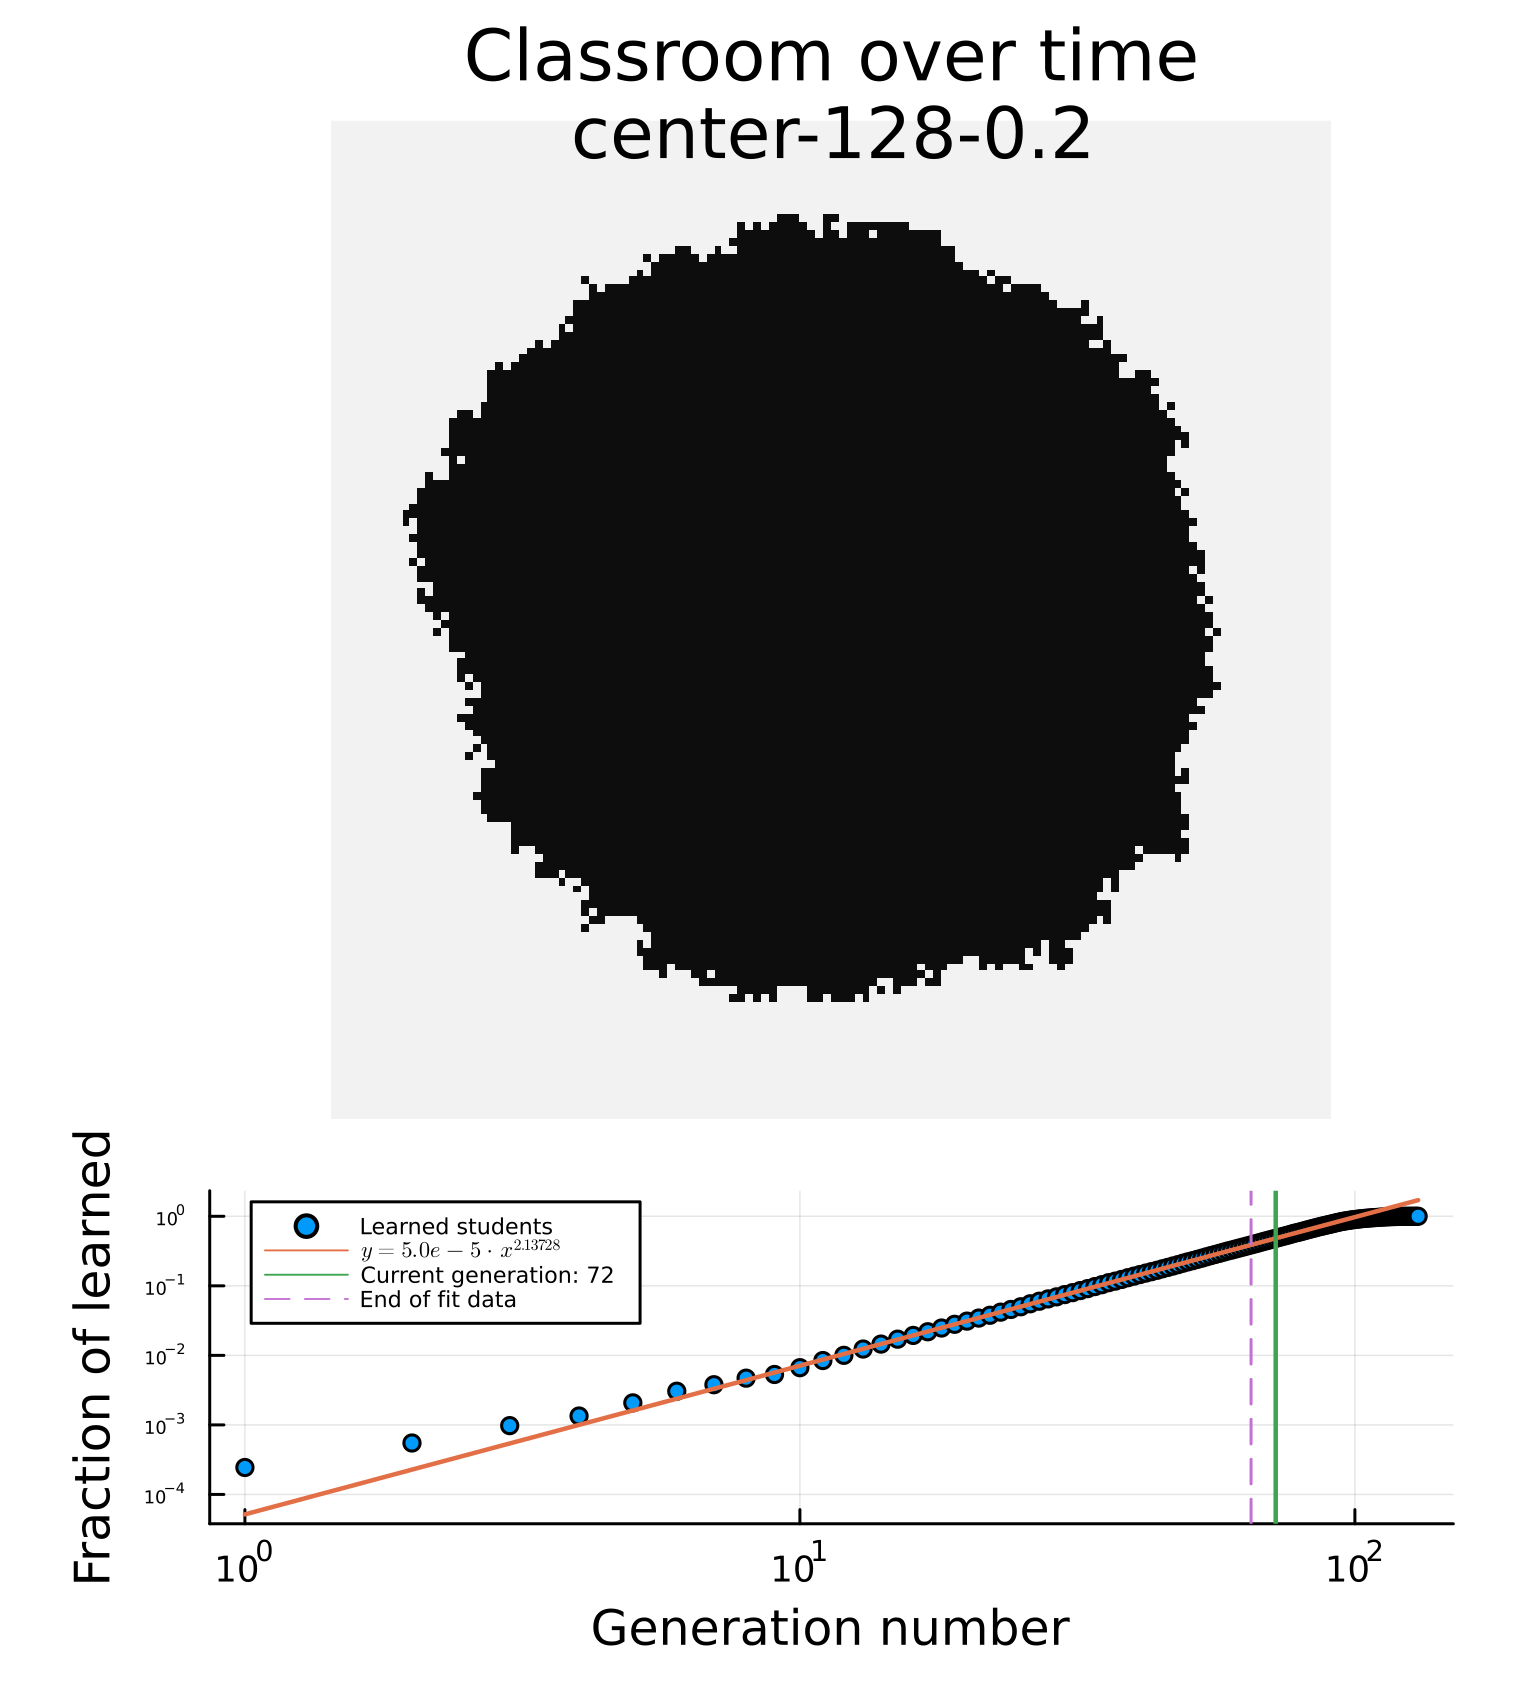 Classroom over time
center-128-0.2
Fraction of learned
10^0
10^-1
10^-2
10^-3
10^-4
Learned students
y = 5.0e − 5 · x^2.13728
Current generation: 72
End of fit data
10^0 10^1 10^2
Generation number